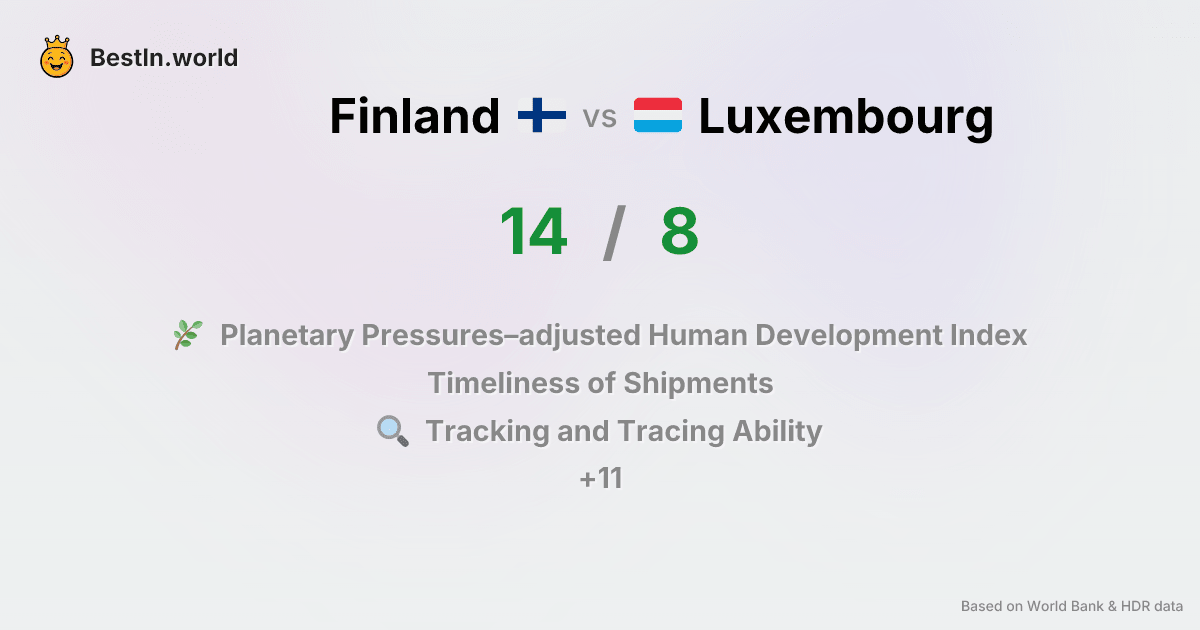 BestIn.world
Finland vs Luxembourg
14 / 8
Planetary Pressures–adjusted Human Development Index
Timeliness of Shipments
Tracking and Tracing Ability
+11
Based on World Bank & HDR data